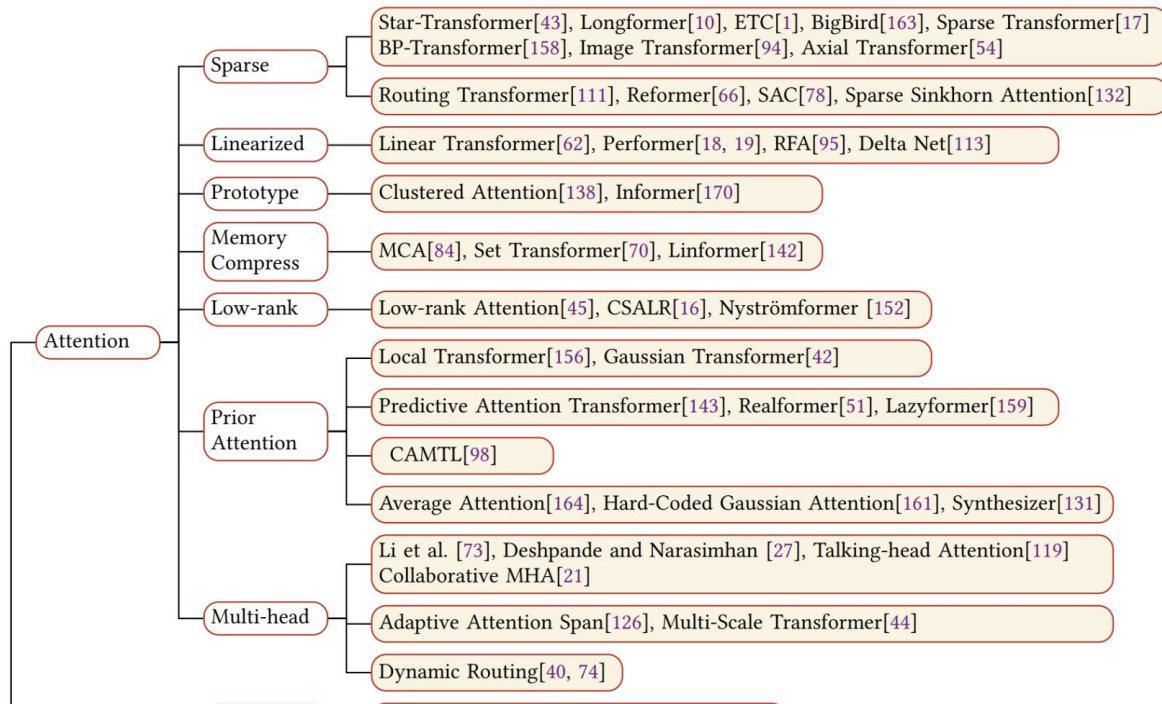 Star-Transformer[43], Longformer[10], ETC[1], BigBird[163], Sparse Transformer[17]
BP-Transformer[158], Image Transformer[94], Axial Transformer[54]
Sparse
Routing Transformer[111], Reformer[66], SAC[78], Sparse Sinkhorn Attention[132]
Linearized
Linear Transformer[62], Performer[18, 19], RFA[95], Delta Net[113]
Prototype
Clustered Attention[138], Informer[170]
Memory
Compress
MCA[84], Set Transformer[70], Linformer[142]
Low-rank
Low-rank Attention[45], CSALR[16], Nyströmformer [152]
Attention
Local Transformer[156], Gaussian Transformer[42]
Predictive Attention Transformer[143], Realformer[51], Lazyformer[159]
Prior
Attention
CAMTL[98]
Average Attention[164], Hard-Coded Gaussian Attention[161], Synthesizer[131]
Li et al. [73], Deshpande and Narasimhan [27], Talking-head Attention[119]
Collaborative MHA[21]
Multi-head
Adaptive Attention Span[126], Multi-Scale Transformer[44]
Dynamic Routing[40, 74]